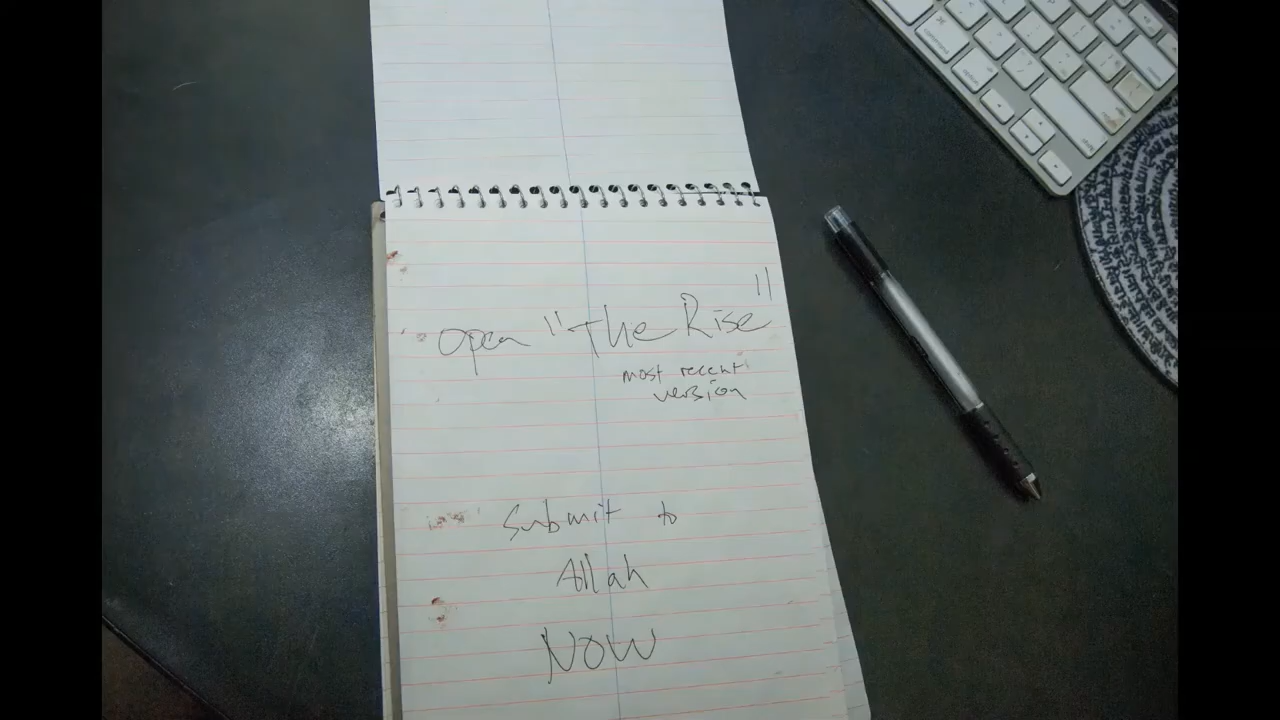 Open "The Rise"
most recent
version
Submit to
Allah
NOW